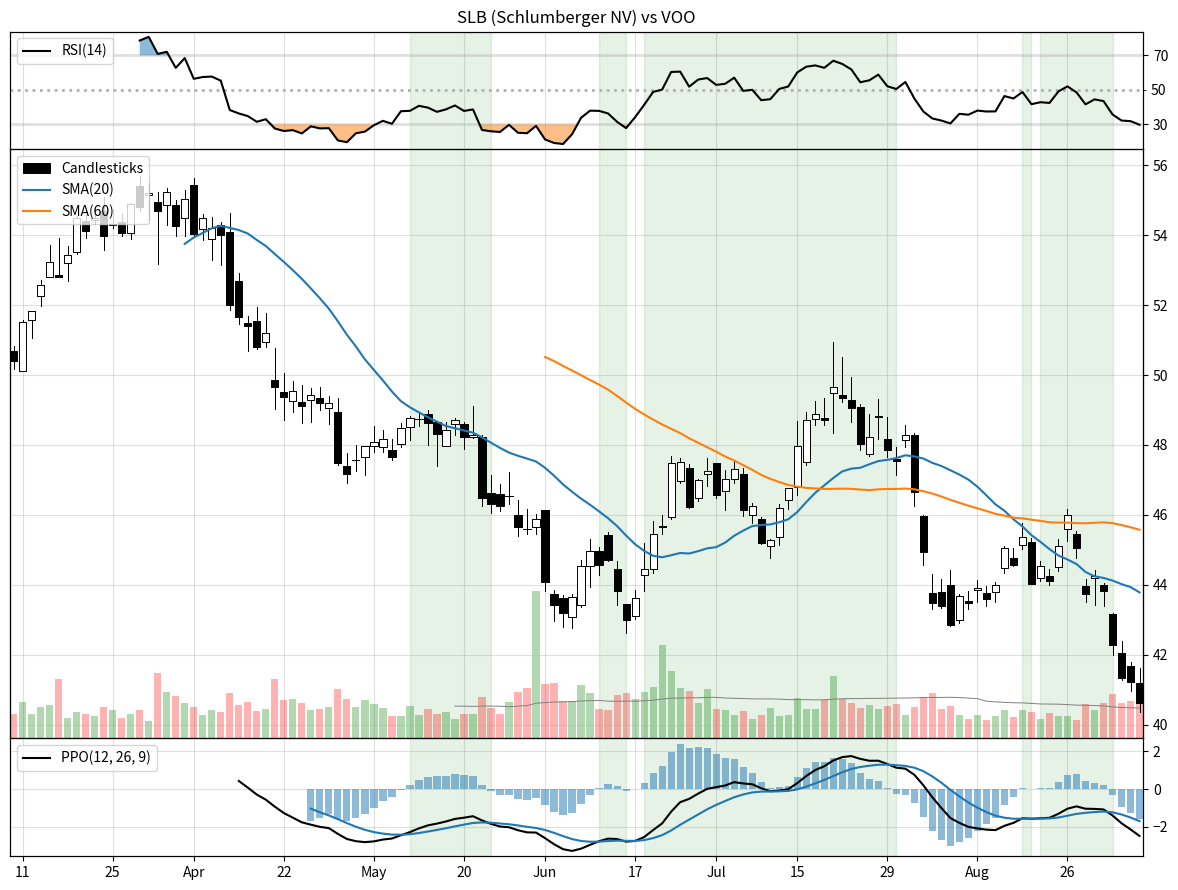 SLB (Schlumberger NV) vs VOO
RSI(14)
70
50
30
Candlesticks
SMA(20)
SMA(60)
56
54
52
50
48
46
44
42
40
PPO(12, 26, 9)
2
0
−2
11 25 Apr 22 May 20 Jun 17 Jul 15 29 Aug 26